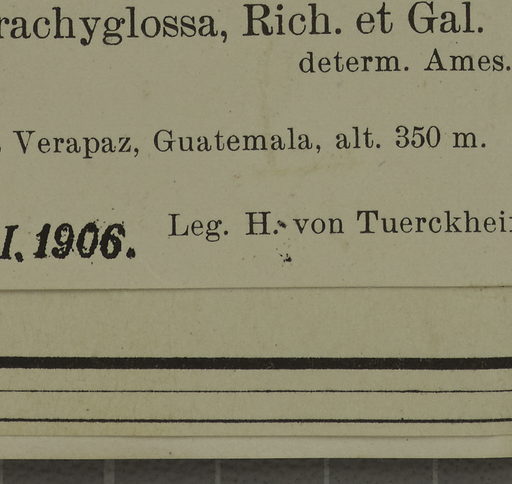 rachyglossa, Rich. et Gal.
determ. Ames.
Verapaz, Guatemala, alt. 350 m.
I. 1906. Leg. H. von Tuerckhei